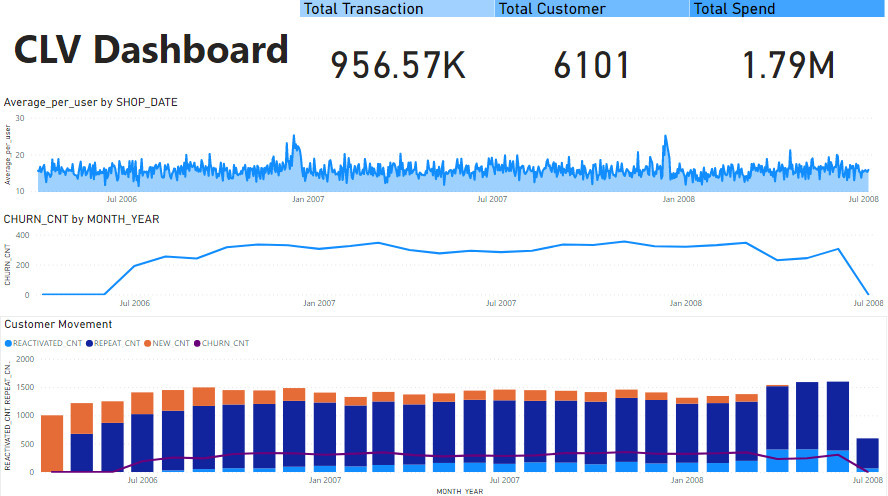 Total Transaction Total Customer Total Spend
CLV Dashboard
956.57K 6101 1.79M
Average_per_user by SHOP_DATE
Average_per_user
30
20
10
Jul 2006 Jan 2007 Jul 2007 Jan 2008 Jul 2008
CHURN_CNT by MONTH_YEAR
CHURN_CNT
400
200
0
Jul 2006 Jan 2007 Jul 2007 Jan 2008 Jul 2008
Customer Movement
REACTIVATED_CNT REPEAT_CNT NEW_CNT CHURN_CNT
REACTIVATED_CNT, REPEAT_CN...
2000
1500
1000
500
0
Jul 2006 Jan 2007 Jul 2007 Jan 2008 Jul 2008
MONTH_YEAR